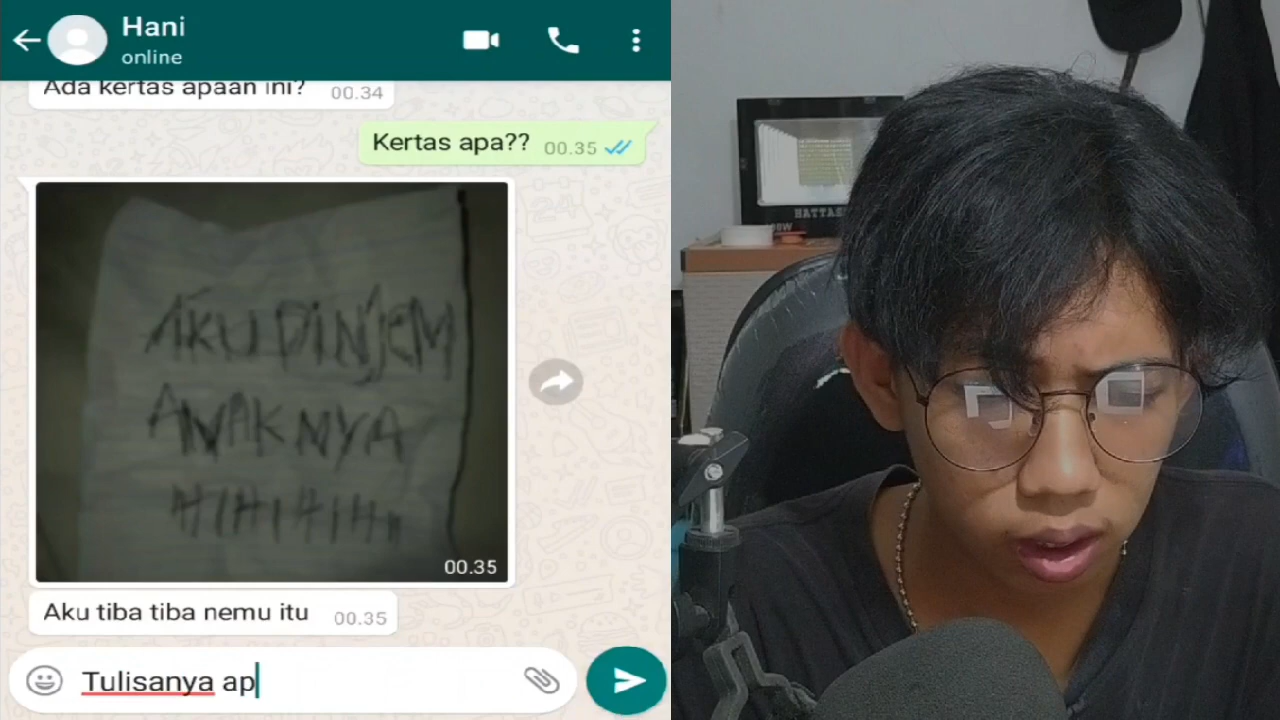 Hani
online
Ada kertas apaan ini? 00.34
Kertas apa?? 00.35
AKU PINJEM
ANAKNYA
HIHIHIHI
00.35
Aku tiba tiba nemu itu 00.35
Tulisanya ap